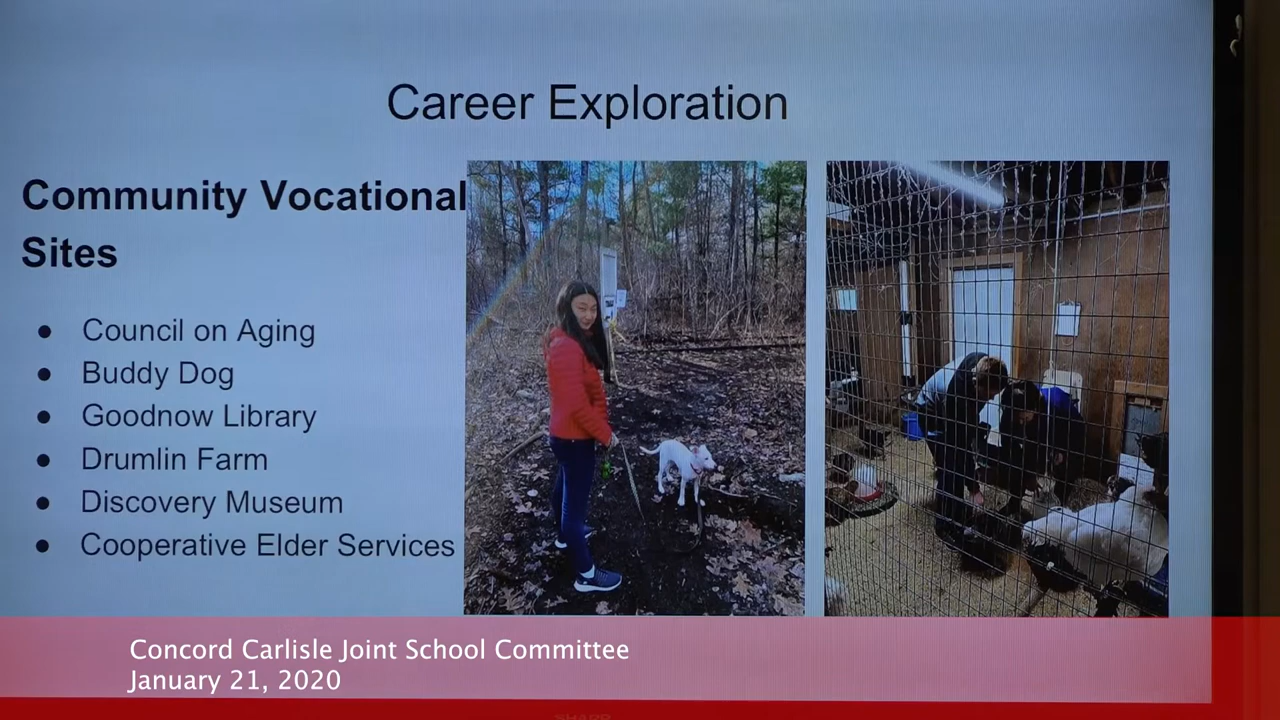 Career Exploration
Community Vocational
Sites
● Council on Aging
● Buddy Dog
● Goodnow Library
● Drumlin Farm
● Discovery Museum
● Cooperative Elder Services
Concord Carlisle Joint School Committee
January 21, 2020
SHARP